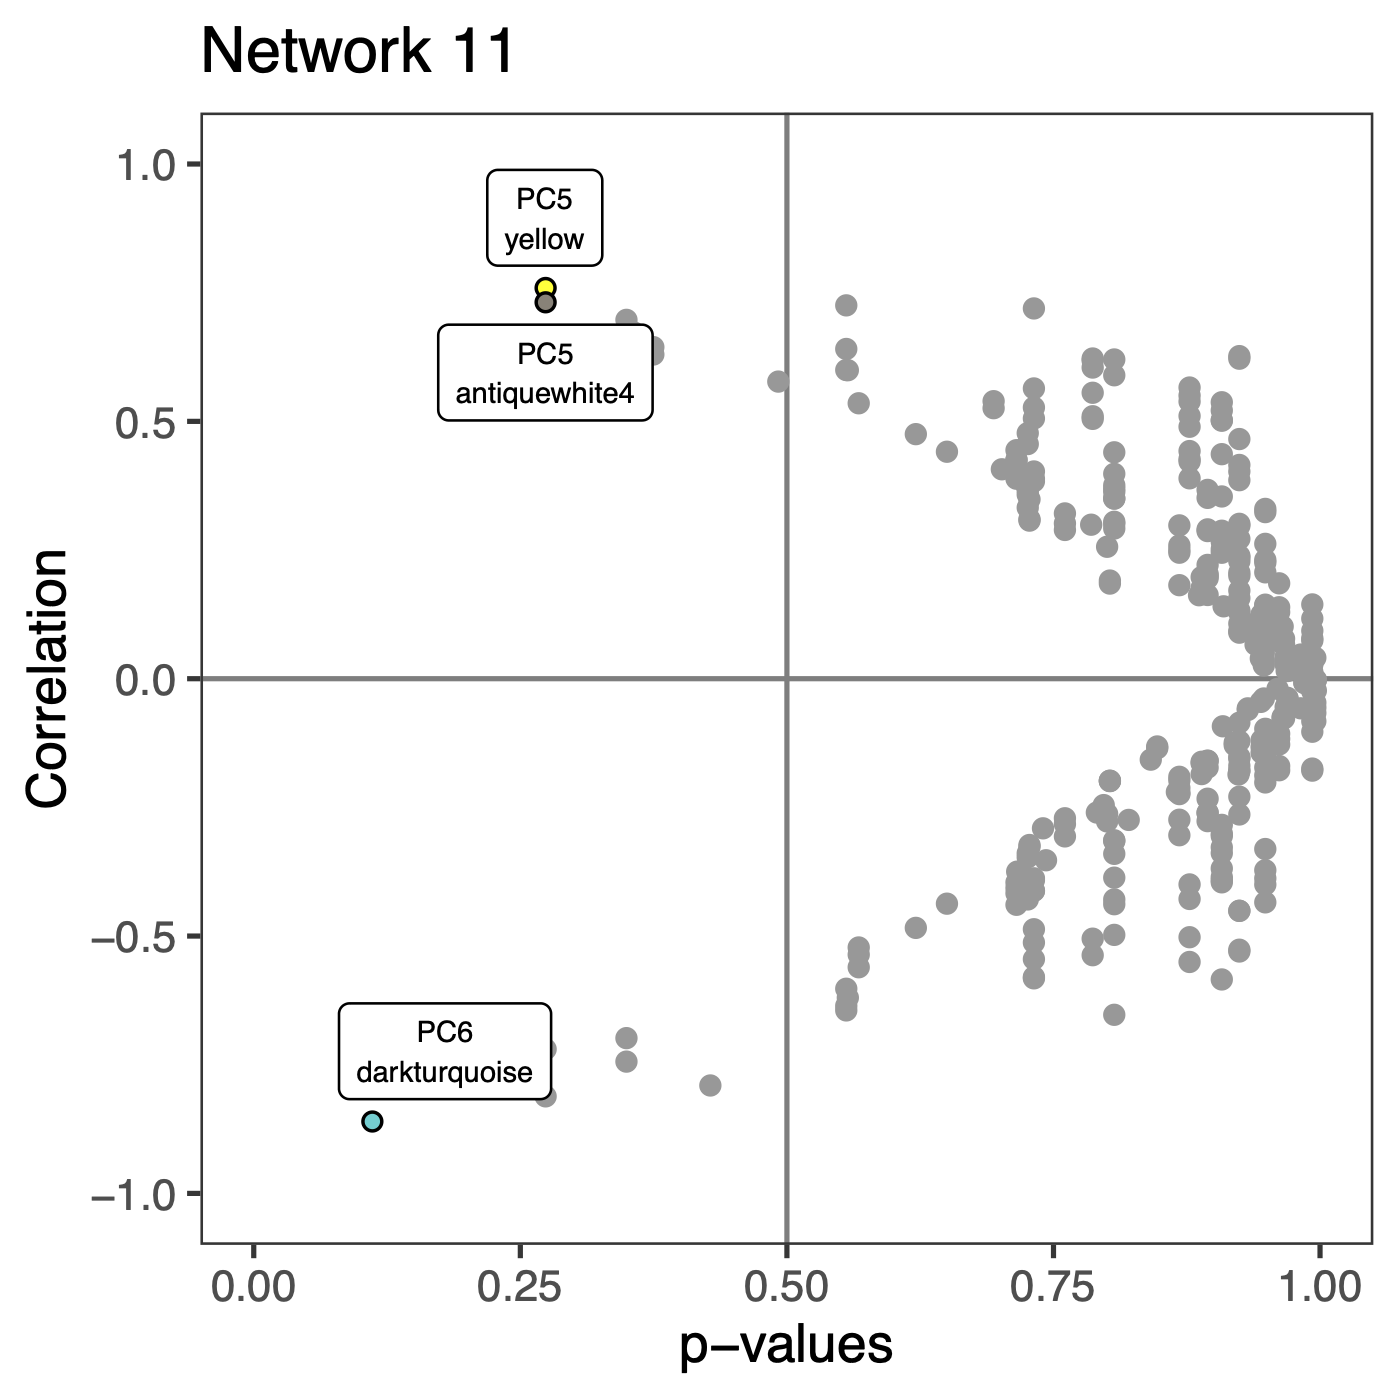 Network 11
1.0
0.5
0.0
−0.5
−1.0
Correlation
PC5
yellow
PC5
antiquewhite4
PC6
darkturquoise
0.00 0.25 0.50 0.75 1.00
p−values